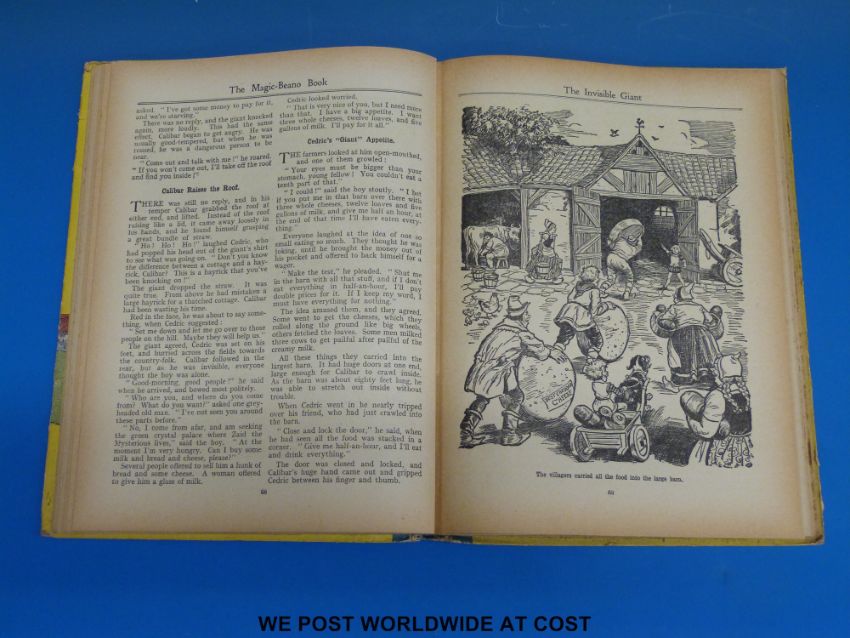 The Magic-Beano Book
asked. "I've got some money to pay for it,
and we're starving."
There was no reply, and the giant knocked
again, more loudly. This had the same
effect. Calibar began to get angry. He was
usually good-tempered, but when he was
roused, he was a dangerous person to be
near.
"Come out and talk with me!" he roared.
"If you won't come out, I'll take off the roof
and find you inside!"
Calibar Raises the Roof.
THERE was still no reply, and in his
temper Calibar grabbed the roof at
either end, and lifted. Instead of the roof
raising like a lid, it came away loosely in
his hands, and he found himself grasping
a great bundle of straw.
"Ho! Ho! Ho!" laughed Cedric, who
had popped his head out of the giant's shirt
to see what was going on. "Don't you know
the difference between a cottage and a hay-
rick, Calibar? This is a hayrick that you've
been knocking on!"
The giant dropped the straw. It was
quite true. From above he had mistaken a
large hayrick for a thatched cottage. Calibar
had been wasting his time.
Red in the face, he was about to say some-
thing, when Cedric suggested:
"Set me down and let me go over to those
people on the hill. Maybe they will help us."
The giant agreed, Cedric was set on his
feet, and hurried across the fields towards
the country-folk. Calibar followed in the
rear, but as he was invisible, everyone
thought the boy was alone.
"Good-morning, good people?" he said
when he arrived, and bowed most politely.
"Who are you, and where do you come
from? What do you want?" asked one grey-
headed old man. "I've not seen you around
these parts before."
"No, I come from afar, and am seeking
the green crystal palace where Zaid the
Mysterious lives," said the boy. "At the
moment I'm very hungry. Can I buy some
milk and bread and cheese, please?"
Several people offered to sell him a hunk of
bread and some cheese. A woman offered
to give him a glass of milk.
Cedric looked worried.
"That is very nice of you, but I need more
than that. I have a big appetite. I want
three whole cheeses, twelve loaves, and five
gallons of milk. I'll pay for it all."
Cedric's "Giant" Appetite.
THE farmers looked at him open-mouthed,
and one of them growled:
"Your eyes must be bigger than your
stomach, young fellow! You couldn't eat a
tenth part of that."
"I could!" said the boy stoutly. "I bet
if you put me in that barn over there with
three whole cheeses, twelve loaves and five
gallons of milk, and give me half an hour, at
the end of that time I'll have eaten every-
thing."
Everyone laughed at the idea of one so
small eating so much. They thought he was
joking, until he brought the money out of
his pocket and offered to back himself for a
wager.
"Make the test," he pleaded. "Shut me
in the barn with all that stuff, and if I don't
eat everything in half-an-hour, I'll pay
double prices for it. If I keep my word, I
must have everything for nothing."
The idea amused them, and they agreed.
Some went to get the cheeses, which they
rolled along the ground like big wheels,
others fetched the loaves. Some men milked
three cows to get pailful after pailful of the
creamy milk.
All these things they carried into the
largest barn. It had huge doors at one end,
large enough for Calibar to crawl inside.
As the barn was about eighty feet long, he
was able to stretch out inside without
trouble.
When Cedric went in he nearly tripped
over his friend, who had just crawled into
the barn.
"Close and lock the door," he said, when
he had seen all the food was stacked in a
corner. "Give me half-an-hour, and I'll eat
and drink everything."
The door was closed and locked, and
Calibar's huge hand came out and gripped
Cedric between his finger and thumb.
68
The Invisible Giant
The villagers carried all the food into the large barn.
69
WE POST WORLDWIDE AT COST